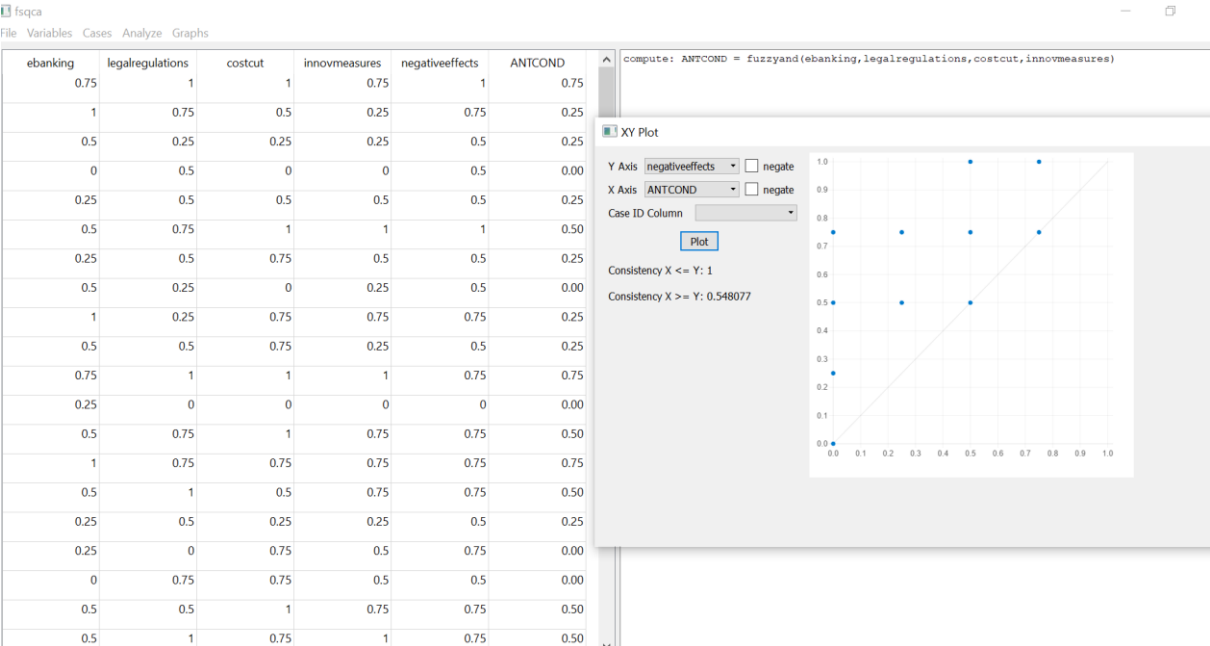 fsqca
File Variables Cases Analyze Graphs
ebanking legalregulations costcut innovmeasures negativeeffects ANTCOND
0.75 1 1 0.75 1 0.75
1 0.75 0.5 0.25 0.75 0.25
0.5 0.25 0.25 0.25 0.5 0.25
0 0.5 0 0 0.5 0.00
0.25 0.5 0.5 0.5 0.5 0.25
0.5 0.75 1 1 1 0.50
0.25 0.5 0.75 0.5 0.5 0.25
0.5 0.25 0 0.25 0.5 0.00
1 0.25 0.75 0.75 0.75 0.25
0.5 0.5 0.75 0.25 0.5 0.25
0.75 1 1 1 0.75 0.75
0.25 0 0 0 0 0.00
0.5 0.75 1 0.75 0.75 0.50
1 0.75 0.75 0.75 0.75 0.75
0.5 1 0.5 0.75 0.75 0.50
0.25 0.5 0.25 0.25 0.5 0.25
0.25 0 0.75 0.5 0.75 0.00
0 0.75 0.75 0.5 0.5 0.00
0.5 0.5 1 0.75 0.75 0.50
0.5 1 0.75 1 0.75 0.50
compute: ANTCOND = fuzzyand(ebanking,legalregulations,costcut,innovmeasures)
XY Plot
Y Axis negativeeffects negate
X Axis ANTCOND negate
Case ID Column
Plot
Consistency X <= Y: 1
Consistency X >= Y: 0.548077
1.0
0.9
0.8
0.7
0.6
0.5
0.4
0.3
0.2
0.1
0.0
0.0 0.1 0.2 0.3 0.4 0.5 0.6 0.7 0.8 0.9 1.0